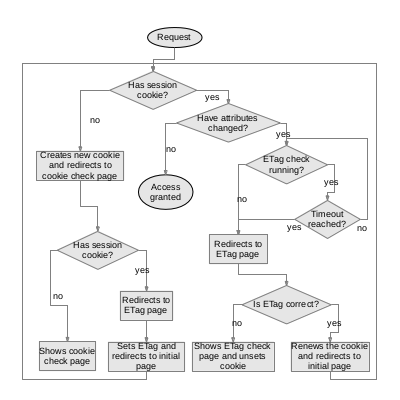 Request
Has session
cookie?
yes
no
Have attributes
changed?
yes
no
Creates new cookie
and redirects to
cookie check page
Access
granted
ETag check
running?
yes
no
Timeout
reached?
yes
no
Has session
cookie?
yes
no
Redirects to
ETag page
Redirects to
ETag page
Is ETag correct?
no
yes
Shows cookie
check page
Sets ETag and
redirects to initial
page
Shows ETag check
page and unsets
cookie
Renews the cookie
and redirects to
initial page